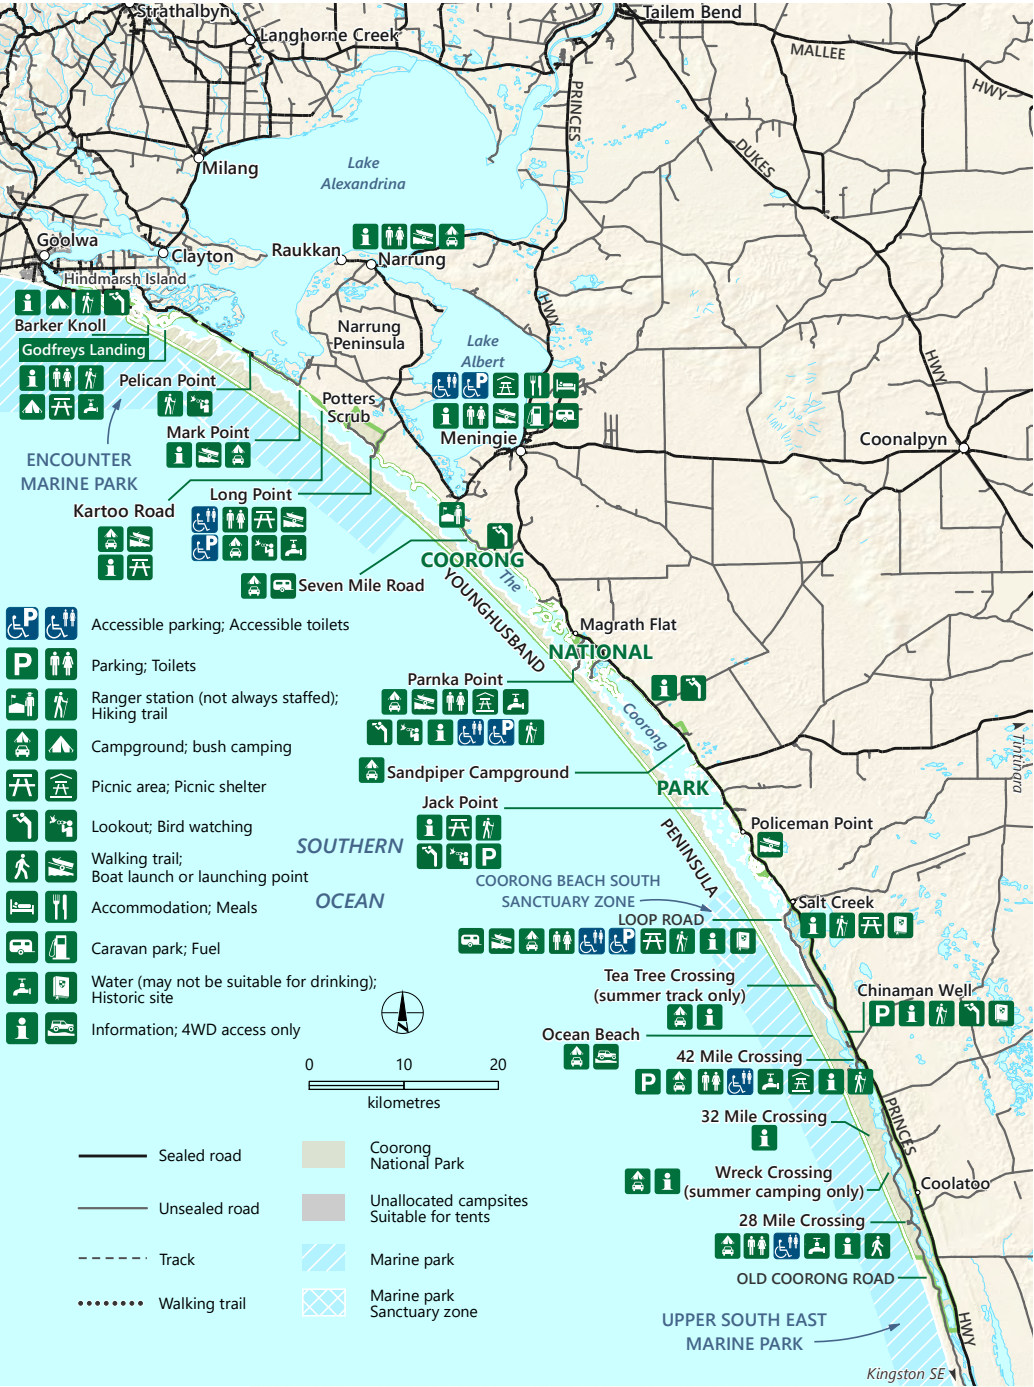 Strathalbyn
Tailem Bend
Langhorne Creek
MALLEE
HWY
PRINCES
DUKES
Milang
Lake
Alexandrina
Goolwa
Clayton
Raukkan
Narrung
Hindmarsh Island
HWY
Barker Knoll
Godfreys Landing
Narrung
Peninsula
Lake
Albert
HWY
Pelican Point
Potters
Scrub
Mark Point
Meningie
Coonalpyn
ENCOUNTER
MARINE PARK
Long Point
Kartoo Road
COORONG
Seven Mile Road
The
YOUNGHUSBAND
P
Accessible parking; Accessible toilets
Magrath Flat
NATIONAL
P
Parking; Toilets
Parnka Point
Ranger station (not always staffed);
Hiking trail
Coorong
Campground; bush camping
Tintinara
Sandpiper Campground
Picnic area; Picnic shelter
PARK
Jack Point
Lookout; Bird watching
Policeman Point
SOUTHERN
OCEAN
PENINSULA
Walking trail;
Boat launch or launching point
COORONG BEACH SOUTH
SANCTUARY ZONE
Accommodation; Meals
Salt Creek
LOOP ROAD
Caravan park; Fuel
Tea Tree Crossing
(summer track only)
Water (may not be suitable for drinking);
Historic site
Chinaman Well
Information; 4WD access only
Ocean Beach
42 Mile Crossing
0 10 20
kilometres
PRINCES
32 Mile Crossing
Sealed road
Coorong
National Park
Wreck Crossing
(summer camping only)
Coolatoo
Unsealed road
Unallocated campsites
Suitable for tents
28 Mile Crossing
Track
Marine park
OLD COORONG ROAD
Walking trail
Marine park
Sanctuary zone
UPPER SOUTH EAST
MARINE PARK
HWY
Kingston SE